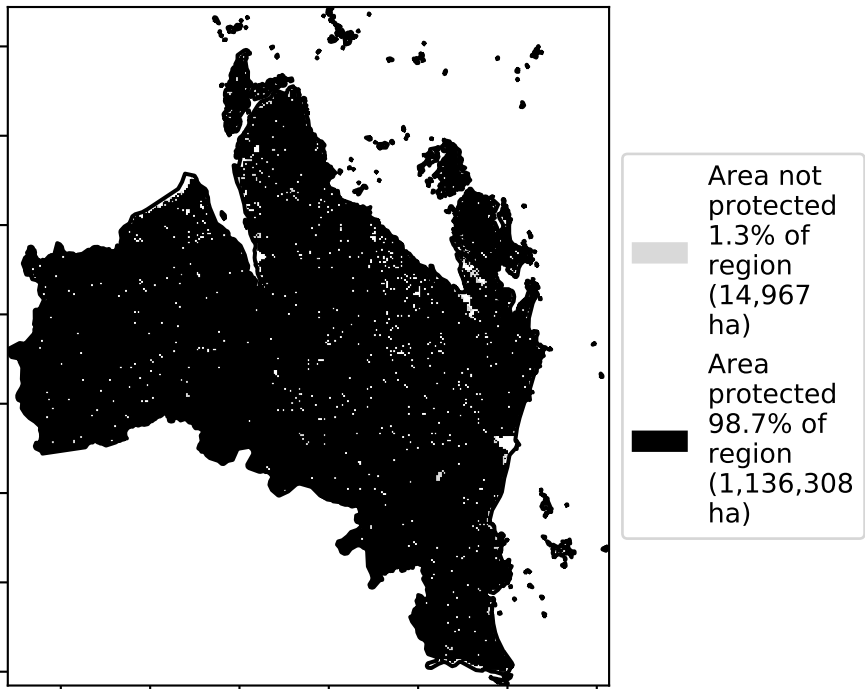 Area not
protected
1.3% of
region
(14,967
ha)
Area
protected
98.7% of
region
(1,136,308
ha)